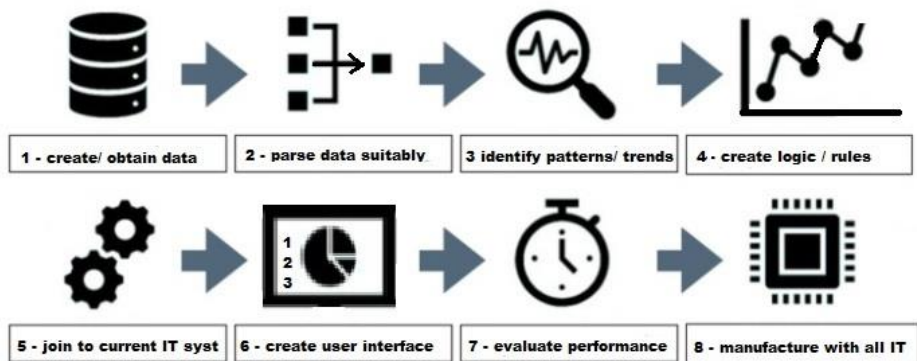 1 - create/ obtain data
2 - parse data suitably
3 identify patterns/ trends
4 - create logic / rules
1
2
3
5 - join to current IT syst
6 - create user interface
7 - evaluate performance
8 - manufacture with all IT